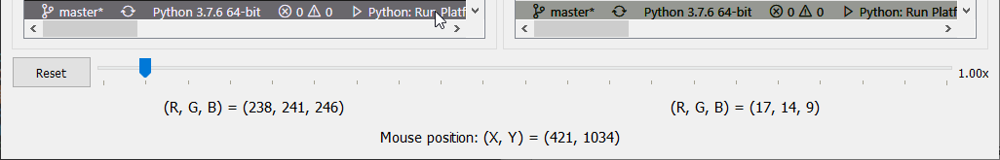 master* Python 3.7.6 64-bit 0 0 Python: Run Platf
master* Python 3.7.6 64-bit 0 0 Python: Run Platf
Reset 1.00x
(R, G, B) = (238, 241, 246) (R, G, B) = (17, 14, 9)
Mouse position: (X, Y) = (421, 1034)